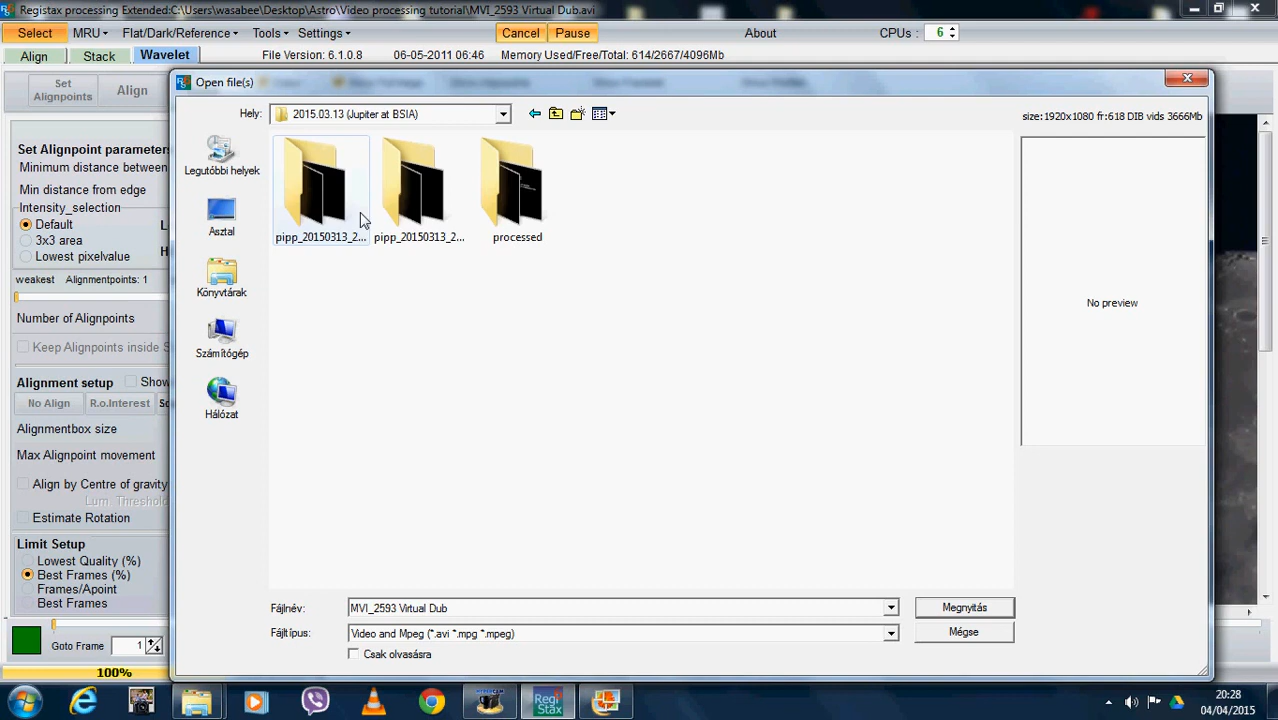 Registax processing Extended:C:\Users\wasabee\Desktop\Astro\Video processing tutorial\MVI_2593 Virtual Dub.avi
Select MRU Flat/Dark/Reference Tools Settings Cancel Pause About CPUs: 6
Align Stack Wavelet File Version: 6.1.0.8 06-05-2011 06:46 Memory Used/Free/Total: 614/2667/4096Mb
Set Alignpoints
Align
Open file(s)
Hely: 2015.03.13 (Jupiter at BSIA)
size:1920x1080 fr:618 DIB vids 3666Mb
Set Alignpoint parameters
Minimum distance between
Min distance from edge
Intensity_selection
Default
3x3 area
Lowest pixelvalue
weakest Alignmentpoints: 1
Number of Alignpoints
Keep Alignpoints inside
Alignment setup Show
No Align R.o.Interest
Alignmentbox size
Max Alignpoint movement
Align by Centre of gravity
Lum. Threshold
Estimate Rotation
Limit Setup
Lowest Quality (%)
Best Frames (%)
Frames/Apoint
Best Frames
Goto Frame 1
100%
Legutóbbi helyek
Asztal
Könyvtárak
Számítógép
Hálózat
pipp_20150313_2... pipp_20150313_2... processed
No preview
Fájlnév: MVI_2593 Virtual Dub Megnyitás
Fájltípus: Video and Mpeg (*.avi *.mpg *.mpeg) Mégse
Csak olvasásra
20:28
04/04/2015